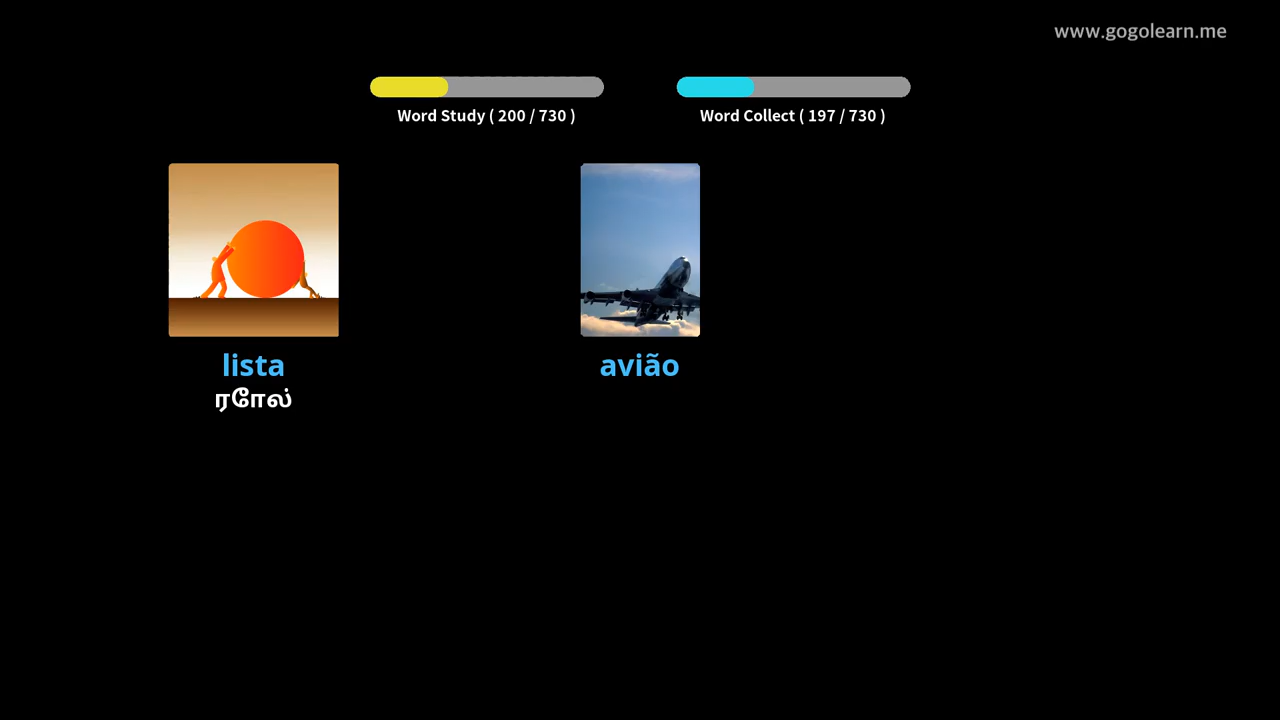 www.gogolearn.me
Word Study ( 200 / 730 )
Word Collect ( 197 / 730 )
lista
ரோல்
avião